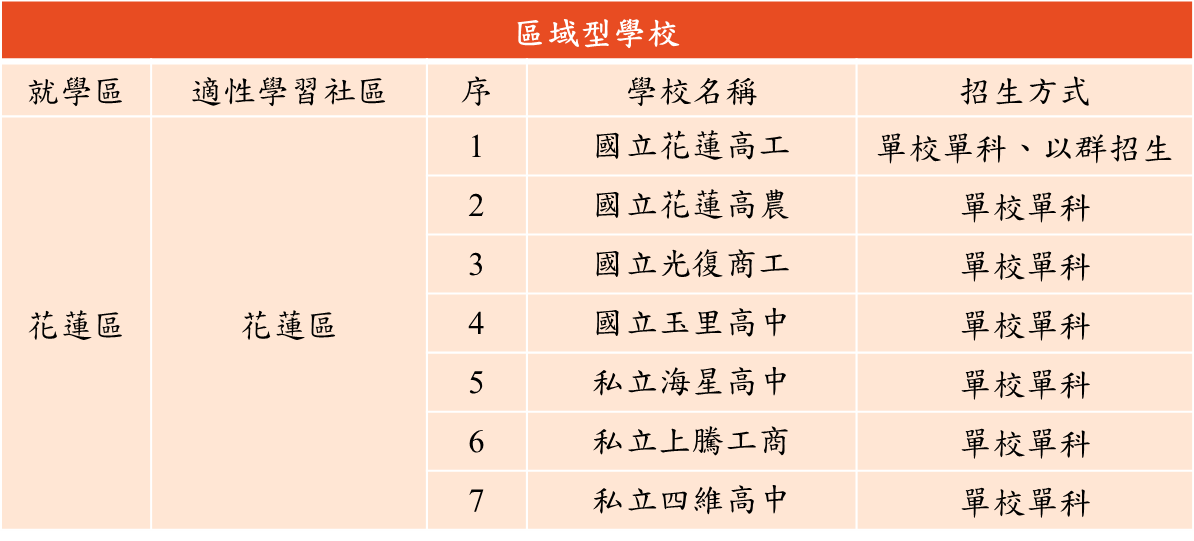 區域型學校
就學區 適性學習社區 序 學校名稱 招生方式
花蓮區 花蓮區 1 國立花蓮高工 單校單科、以群招生
2 國立花蓮高農 單校單科
3 國立光復商工 單校單科
4 國立玉里高中 單校單科
5 私立海星高中 單校單科
6 私立上騰工商 單校單科
7 私立四維高中 單校單科